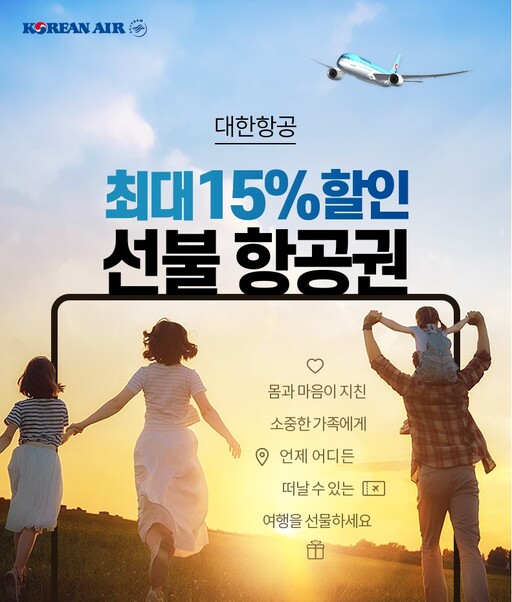 KOREAN AIR
대한항공
최대 15% 할인
선불 항공권
몸과 마음이 지친
소중한 가족에게
언제 어디든
떠날 수 있는
여행을 선물하세요